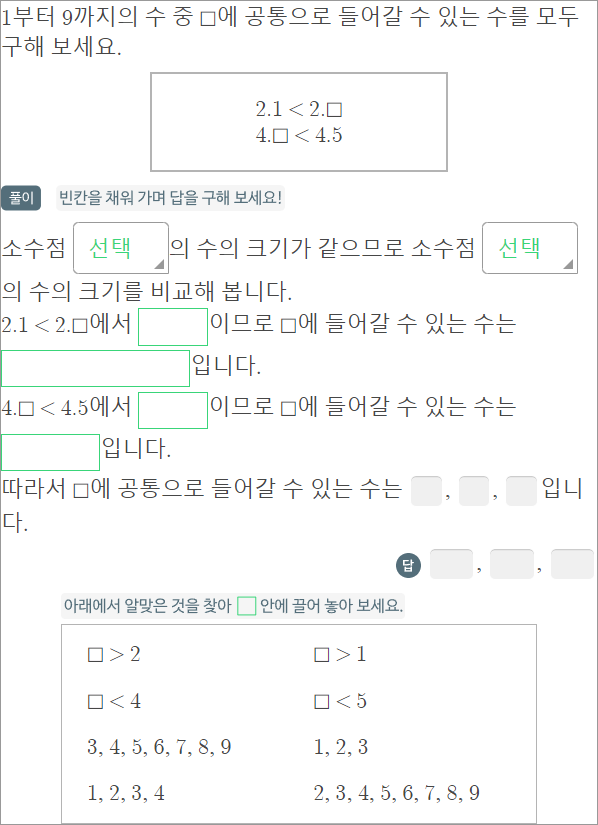 1부터 9까지의 수 중 □에 공통으로 들어갈 수 있는 수를 모두
구해 보세요.
2.1 < 2.□
4.□ < 4.5
풀이 빈칸을 채워 가며 답을 구해 보세요!
소수점 선택 의 수의 크기가 같으므로 소수점 선택
의 수의 크기를 비교해 봅니다.
2.1 < 2.□에서 이므로 □에 들어갈 수 있는 수는
입니다.
4.□ < 4.5에서 이므로 □에 들어갈 수 있는 수는
입니다.
따라서 □에 공통으로 들어갈 수 있는 수는 , , 입니
다.
답 , ,
아래에서 알맞은 것을 찾아 □ 안에 끌어 놓아 보세요.
□ > 2 □ > 1
□ < 4 □ < 5
3, 4, 5, 6, 7, 8, 9 1, 2, 3
1, 2, 3, 4 2, 3, 4, 5, 6, 7, 8, 9